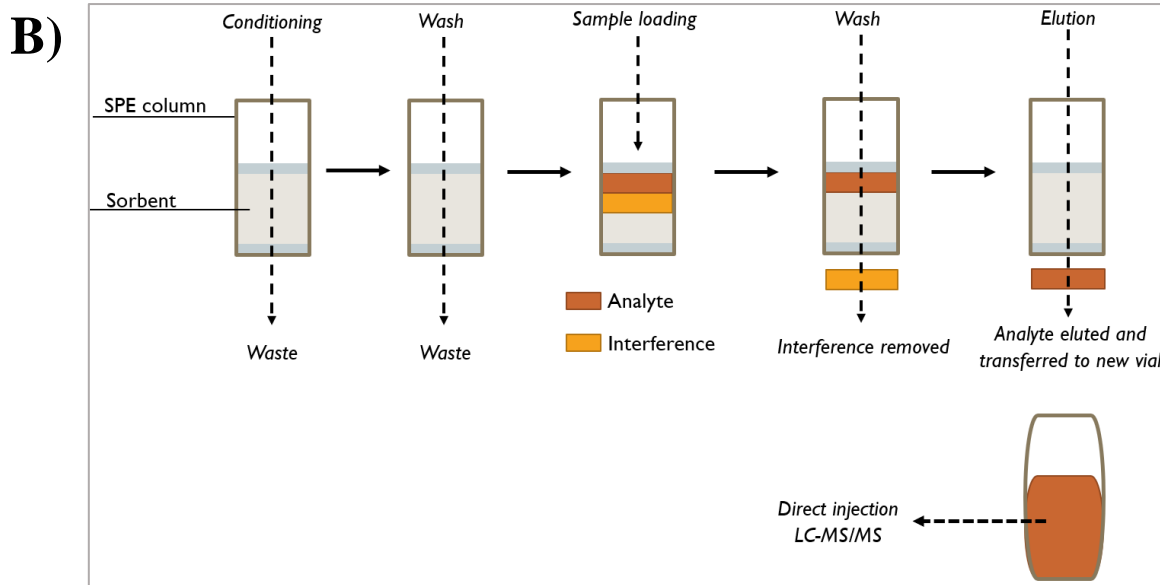 B)
Conditioning
Wash
Sample loading
Wash
Elution
SPE column
Sorbent
Analyte
Interference
Waste
Waste
Interference removed
Analyte eluted and
transferred to new vial
Direct injection
LC-MS/MS